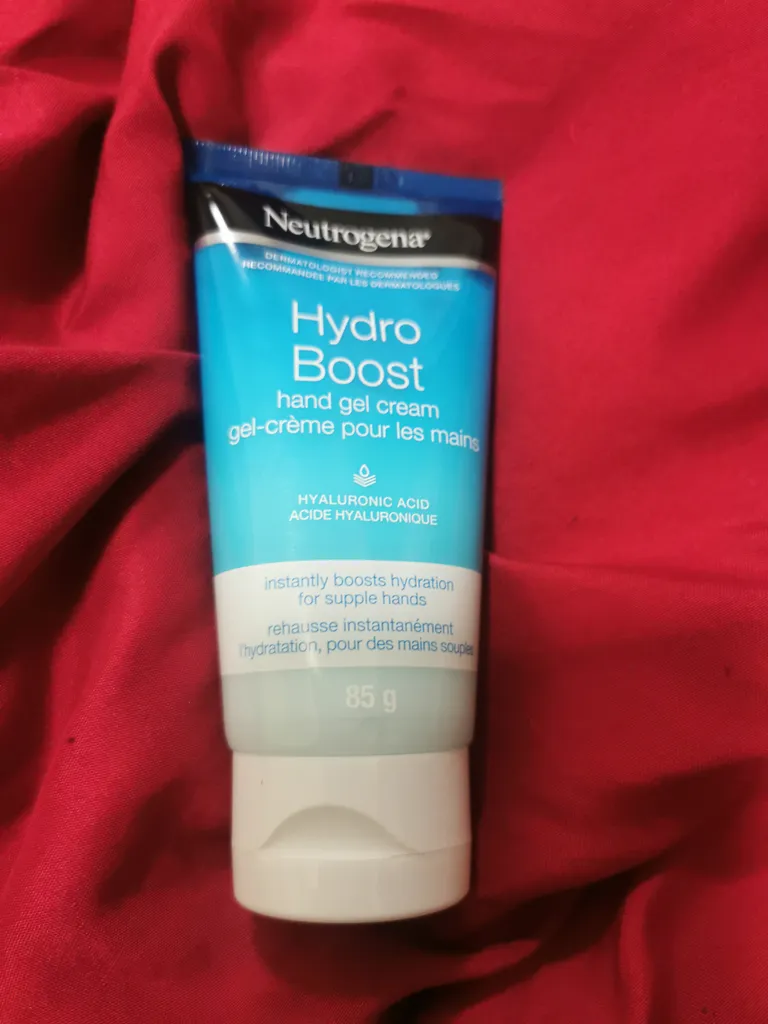 Neutrogena®
DERMATOLOGIST RECOMMENDED
RECOMMANDÉE PAR LES DERMATOLOGUES
Hydro
Boost
hand gel cream
gel-crème pour les mains
HYALURONIC ACID
ACIDE HYALURONIQUE
instantly boosts hydration
for supple hands
rehausse instantanément
l'hydratation, pour des mains souples
85 g